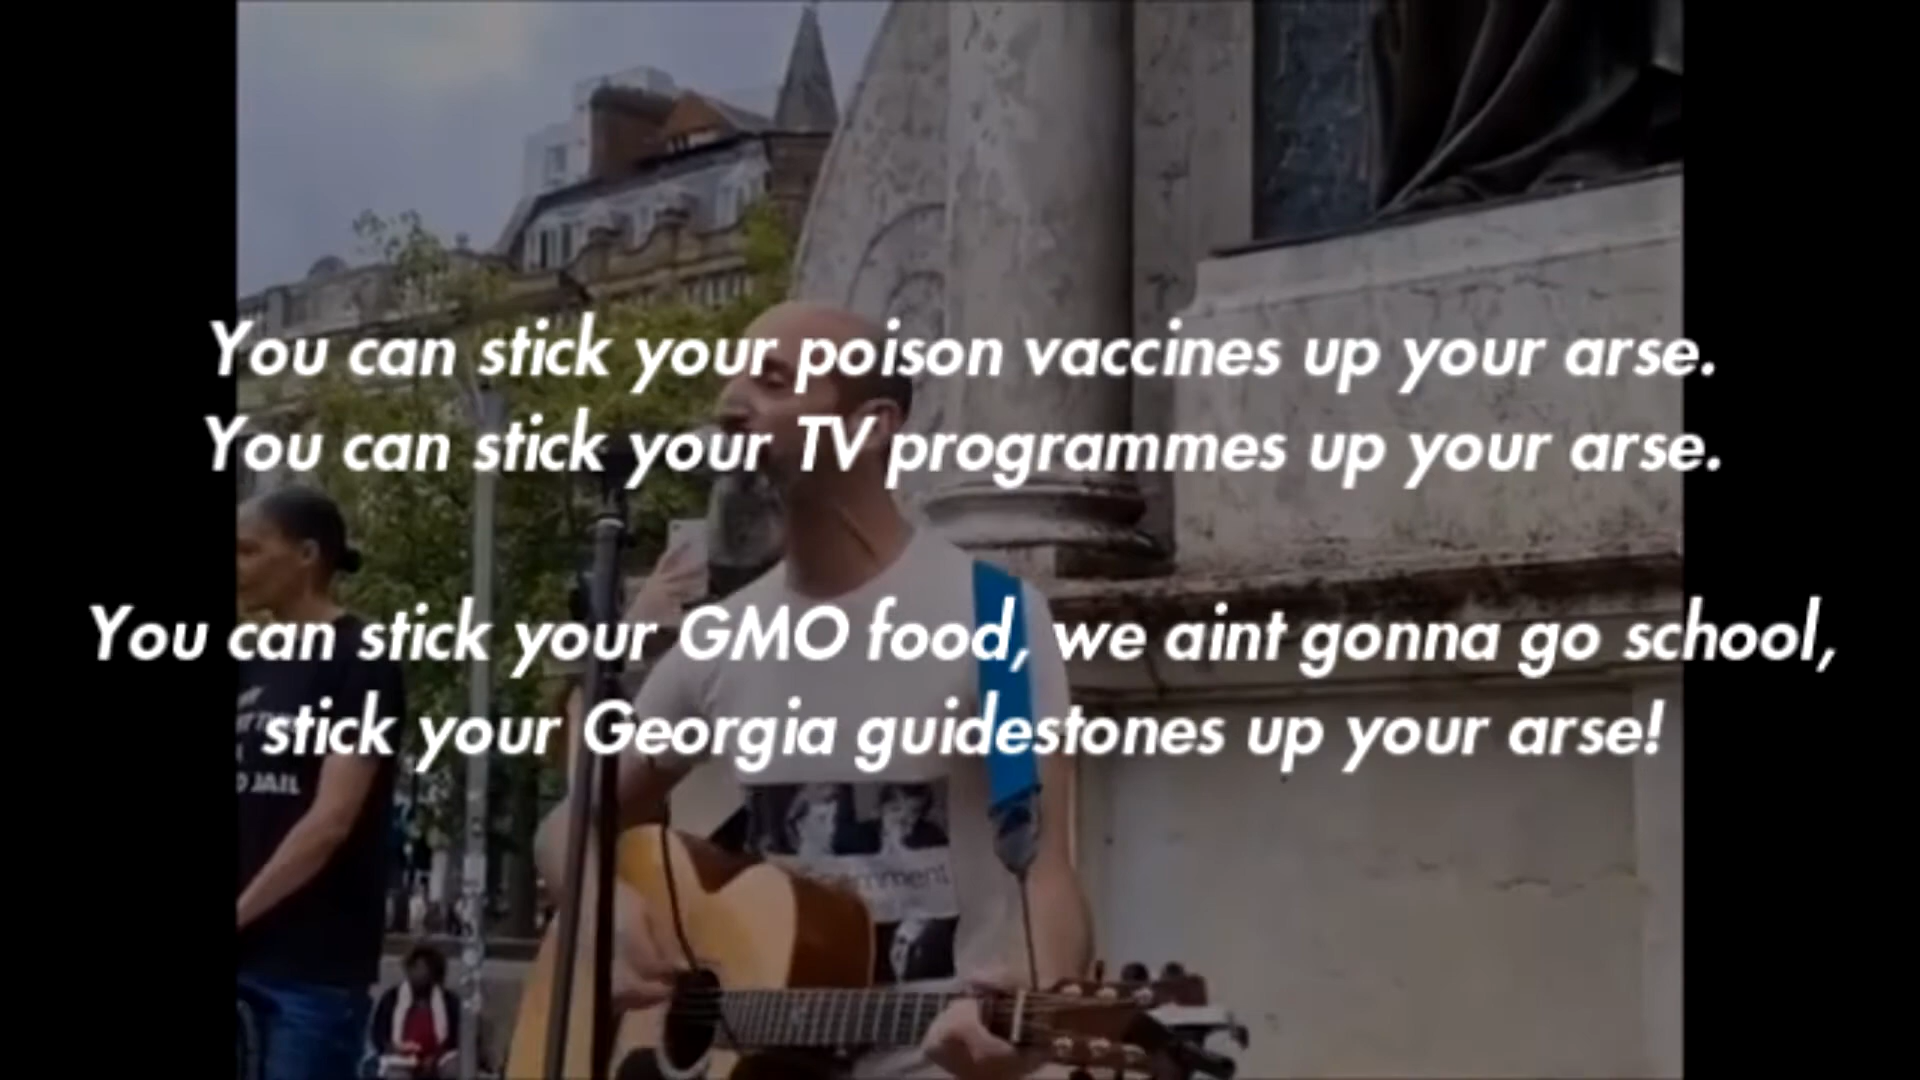 You can stick your poison vaccines up your arse.
You can stick your TV programmes up your arse.
You can stick your GMO food, we aint gonna go school,
stick your Georgia guidestones up your arse!
JAIL